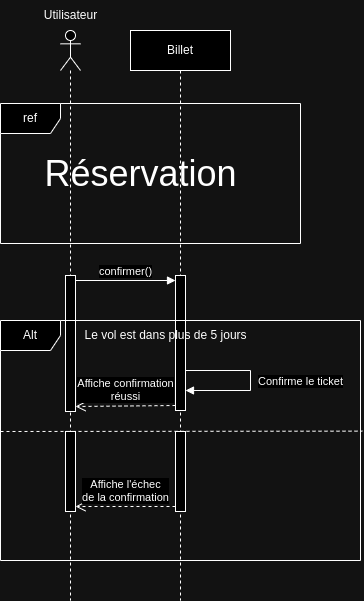 Utilisateur
Billet
ref
Réservation
confirmer()
Alt
Le vol est dans plus de 5 jours
Confirme le ticket
Affiche confirmation
réussi
Affiche l'échec
de la confirmation